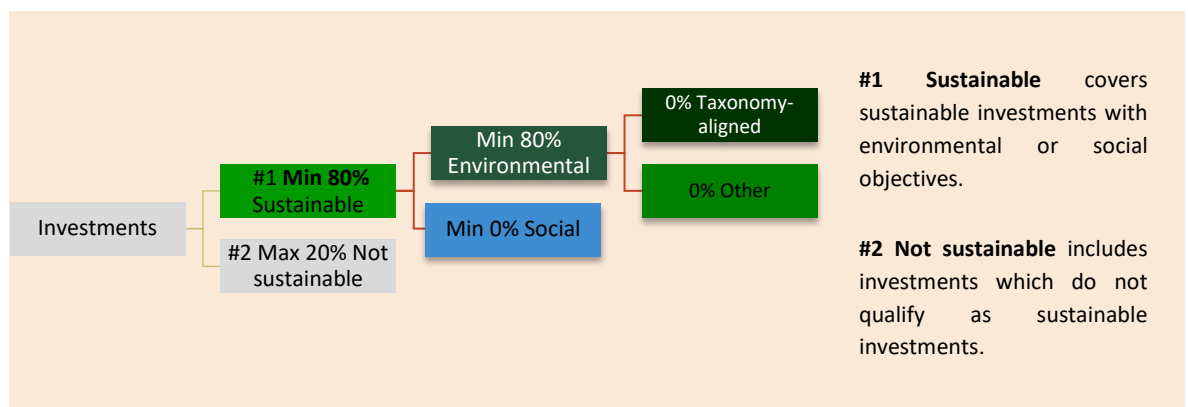 Investments
#1 Min 80%
Sustainable
#2 Max 20% Not
sustainable
Min 80%
Environmental
Min 0% Social
0% Taxonomy-
aligned
0% Other
#1 Sustainable covers
sustainable investments with
environmental or social
objectives.
#2 Not sustainable includes
investments which do not
qualify as sustainable
investments.